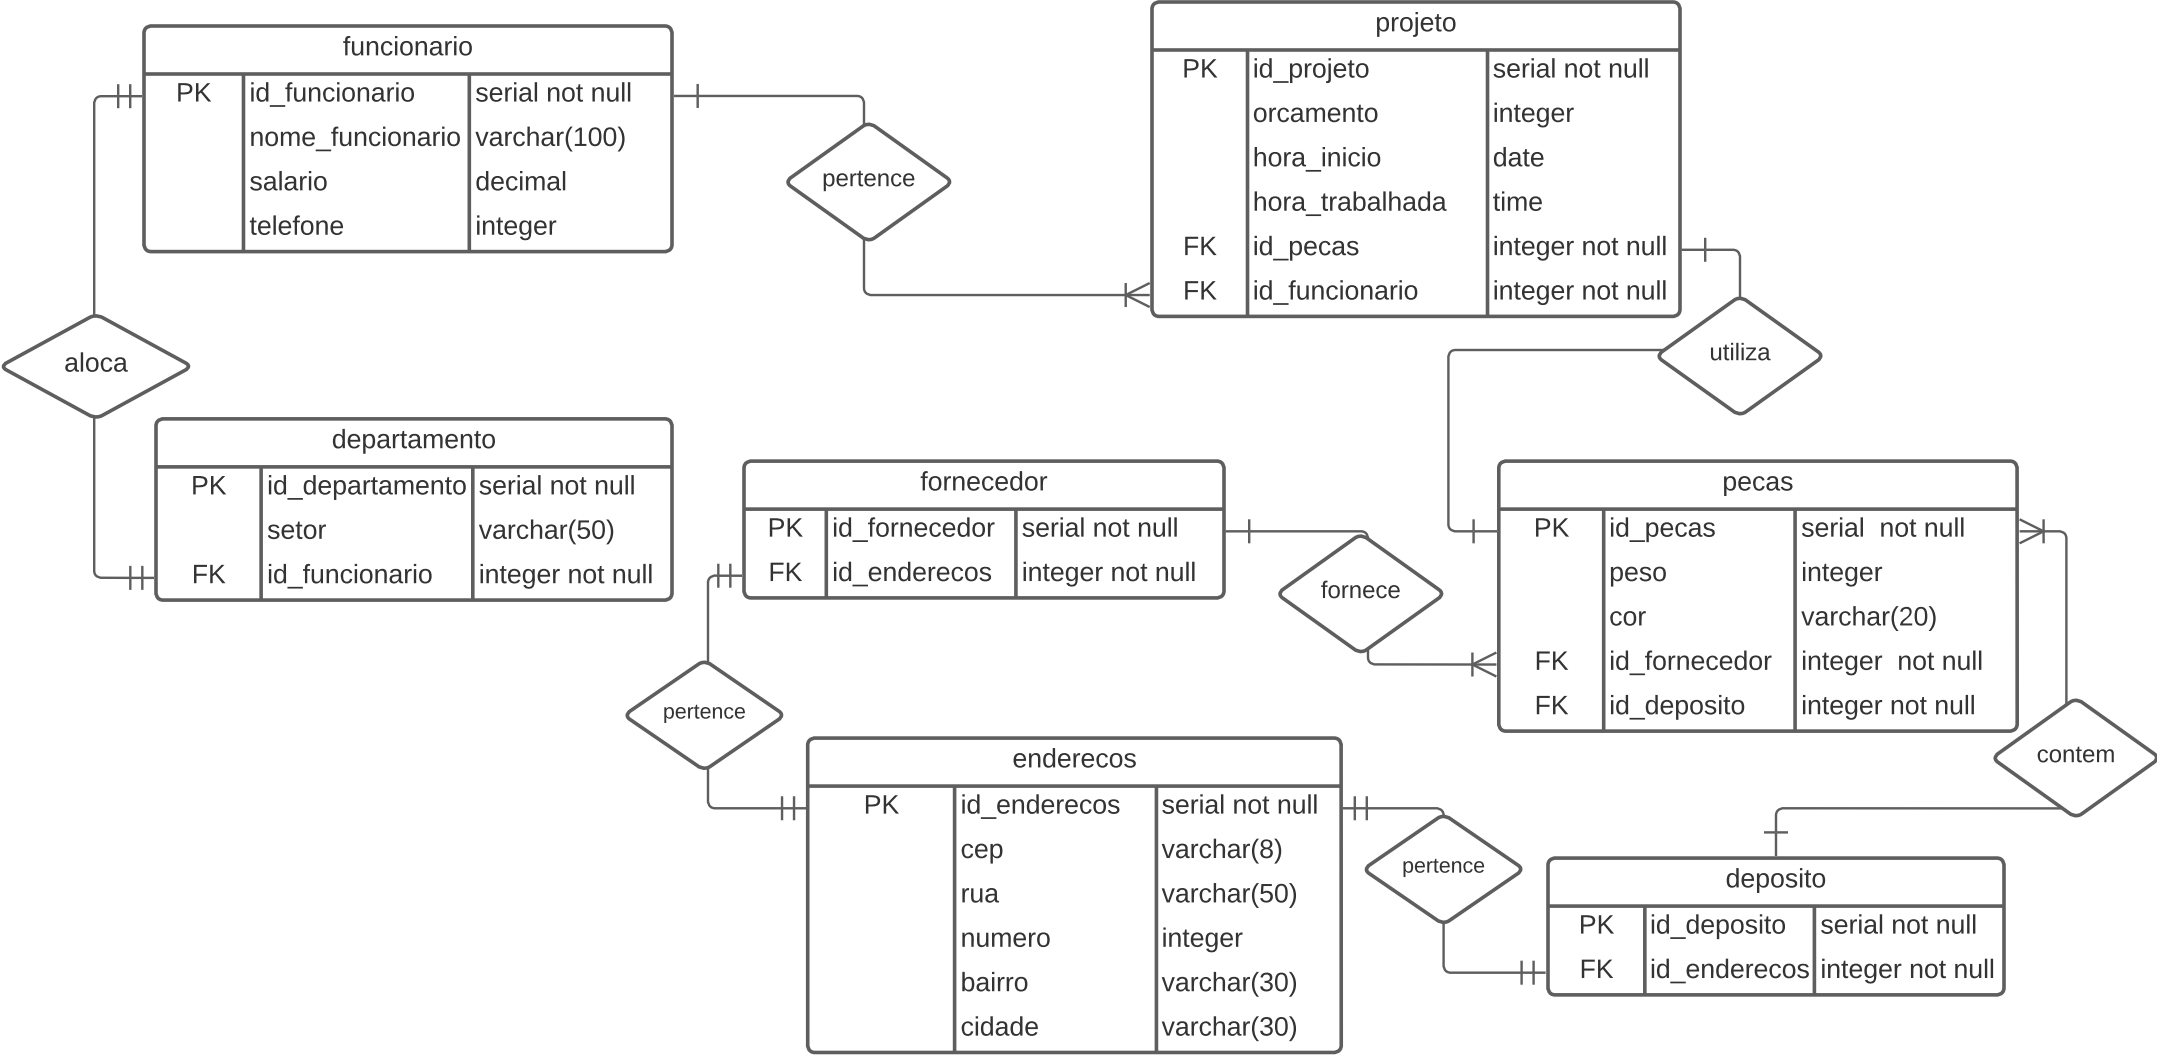 funcionario
PK id_funcionario serial not null
nome_funcionario varchar(100)
salario decimal
telefone integer
pertence
projeto
PK id_projeto serial not null
orcamento integer
hora_inicio date
hora_trabalhada time
FK id_pecas integer not null
FK id_funcionario integer not null
aloca
utiliza
departamento
PK id_departamento serial not null
setor varchar(50)
FK id_funcionario integer not null
fornecedor
PK id_fornecedor serial not null
FK id_enderecos integer not null
fornece
pecas
PK id_pecas serial  not null
peso integer
cor varchar(20)
FK id_fornecedor integer  not null
FK id_deposito integer not null
pertence
contem
enderecos
PK id_enderecos serial not null
cep varchar(8)
rua varchar(50)
numero integer
bairro varchar(30)
cidade varchar(30)
pertence
deposito
PK id_deposito serial not null
FK id_enderecos integer not null